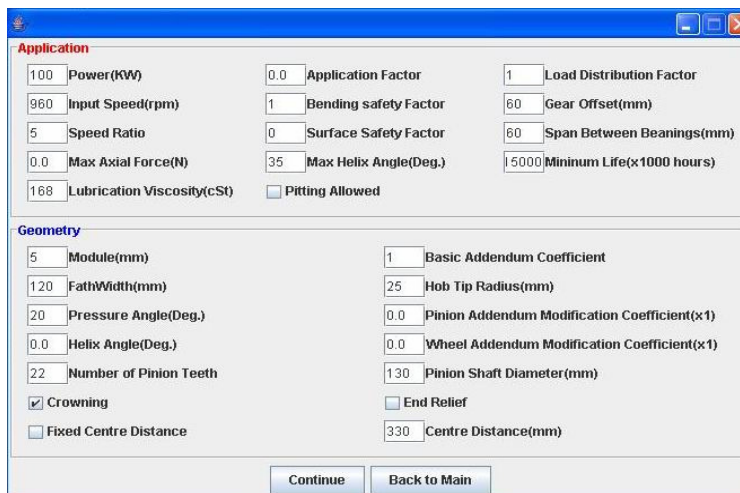 Application
100 Power(KW) 0.0 Application Factor 1 Load Distribution Factor
960 Input Speed(rpm) 1 Bending safety Factor 60 Gear Offset(mm)
5 Speed Ratio 0 Surface Safety Factor 60 Span Between Beanings(mm)
0.0 Max Axial Force(N) 35 Max Helix Angle(Deg.) 15000 Mininum Life(x1000 hours)
168 Lubrication Viscosity(cSt) Pitting Allowed
Geometry
5 Module(mm) 1 Basic Addendum Coefficient
120 FathWidth(mm) 25 Hob Tip Radius(mm)
20 Pressure Angle(Deg.) 0.0 Pinion Addendum Modification Coefficient(x1)
0.0 Helix Angle(Deg.) 0.0 Wheel Addendum Modification Coefficient(x1)
22 Number of Pinion Teeth 130 Pinion Shaft Diameter(mm)
Crowning End Relief
Fixed Centre Distance 330 Centre Distance(mm)
Continue Back to Main